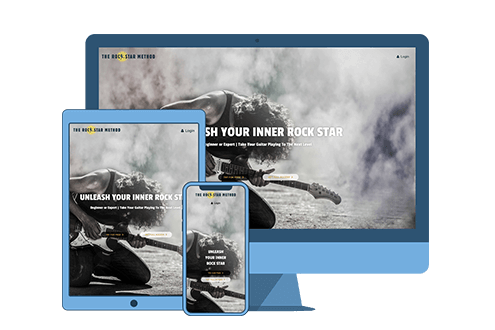 THE ROCK STAR METHOD
Login
UNLEASH YOUR INNER ROCK STAR
Beginner or Expert | Take Your Guitar Playing To The Next Level
THE ROCK STAR METHOD
Login
UNLEASH YOUR INNER ROCK STAR
Beginner or Expert | Take Your Guitar Playing To The Next Level
THE ROCK STAR METHOD
UNLEASH
YOUR INNER
ROCK STAR